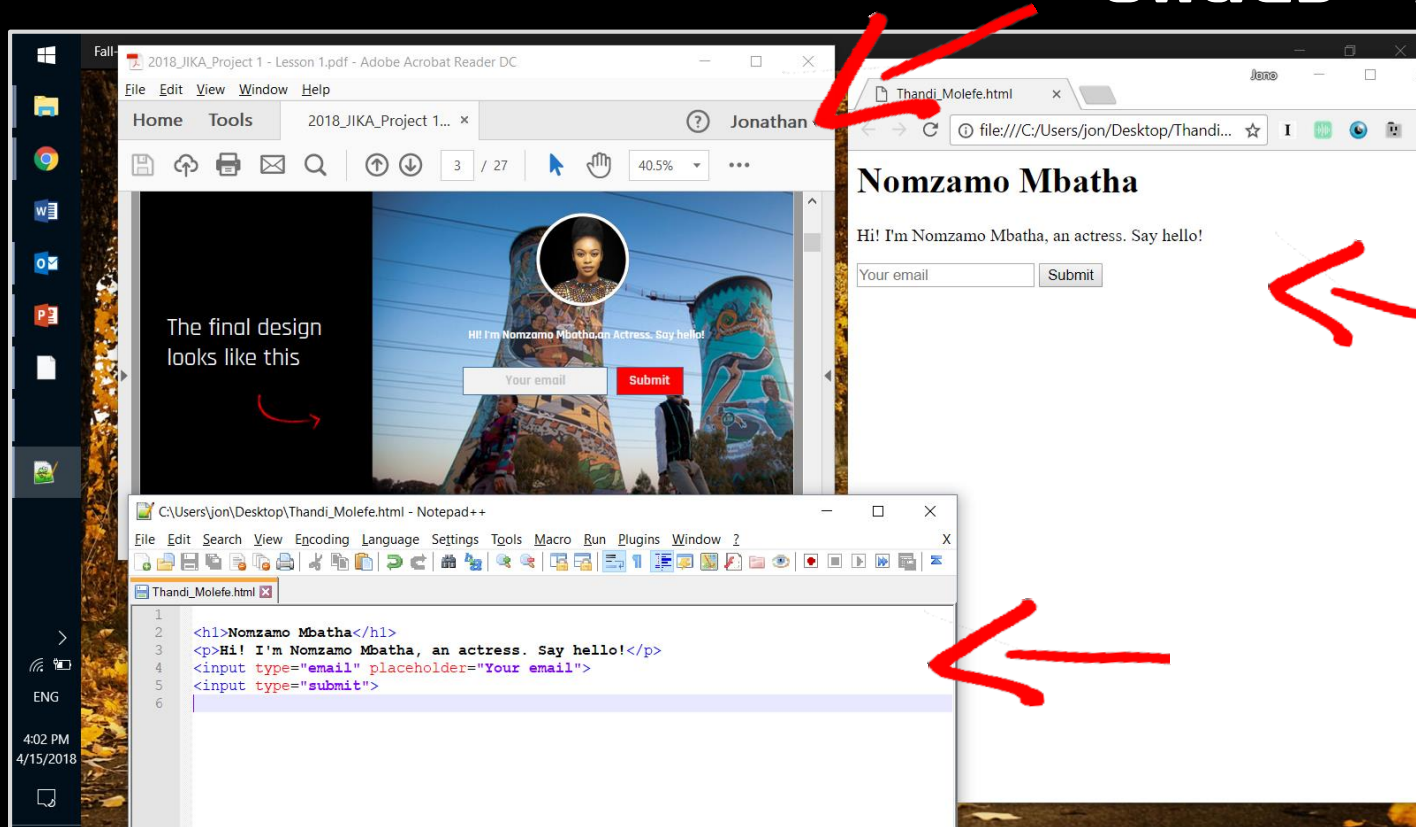 Fall-
2018_JIKA_Project 1 - Lesson 1.pdf - Adobe Acrobat Reader DC
File Edit View Window Help
Home Tools 2018_JIKA_Project 1... × Jonathan
3 / 27 40.5%
The final design
looks like this
HI! I'm Nomzamo Mbatha,an Actress. Say hello!
Your email Submit
Jono
Thandi_Molefe.html
file:///C:/Users/jon/Desktop/Thandi...
Nomzamo Mbatha
Hi! I'm Nomzamo Mbatha, an actress. Say hello!
Your email Submit
C:\Users\jon\Desktop\Thandi_Molefe.html - Notepad++
File Edit Search View Encoding Language Settings Tools Macro Run Plugins Window ? X
Thandi_Molefe.html
1
2 <h1>Nomzamo Mbatha</h1>
3 <p>Hi! I'm Nomzamo Mbatha, an actress. Say hello!</p>
4 <input type="email" placeholder="Your email">
5 <input type="submit">
6
ENG
4:02 PM
4/15/2018